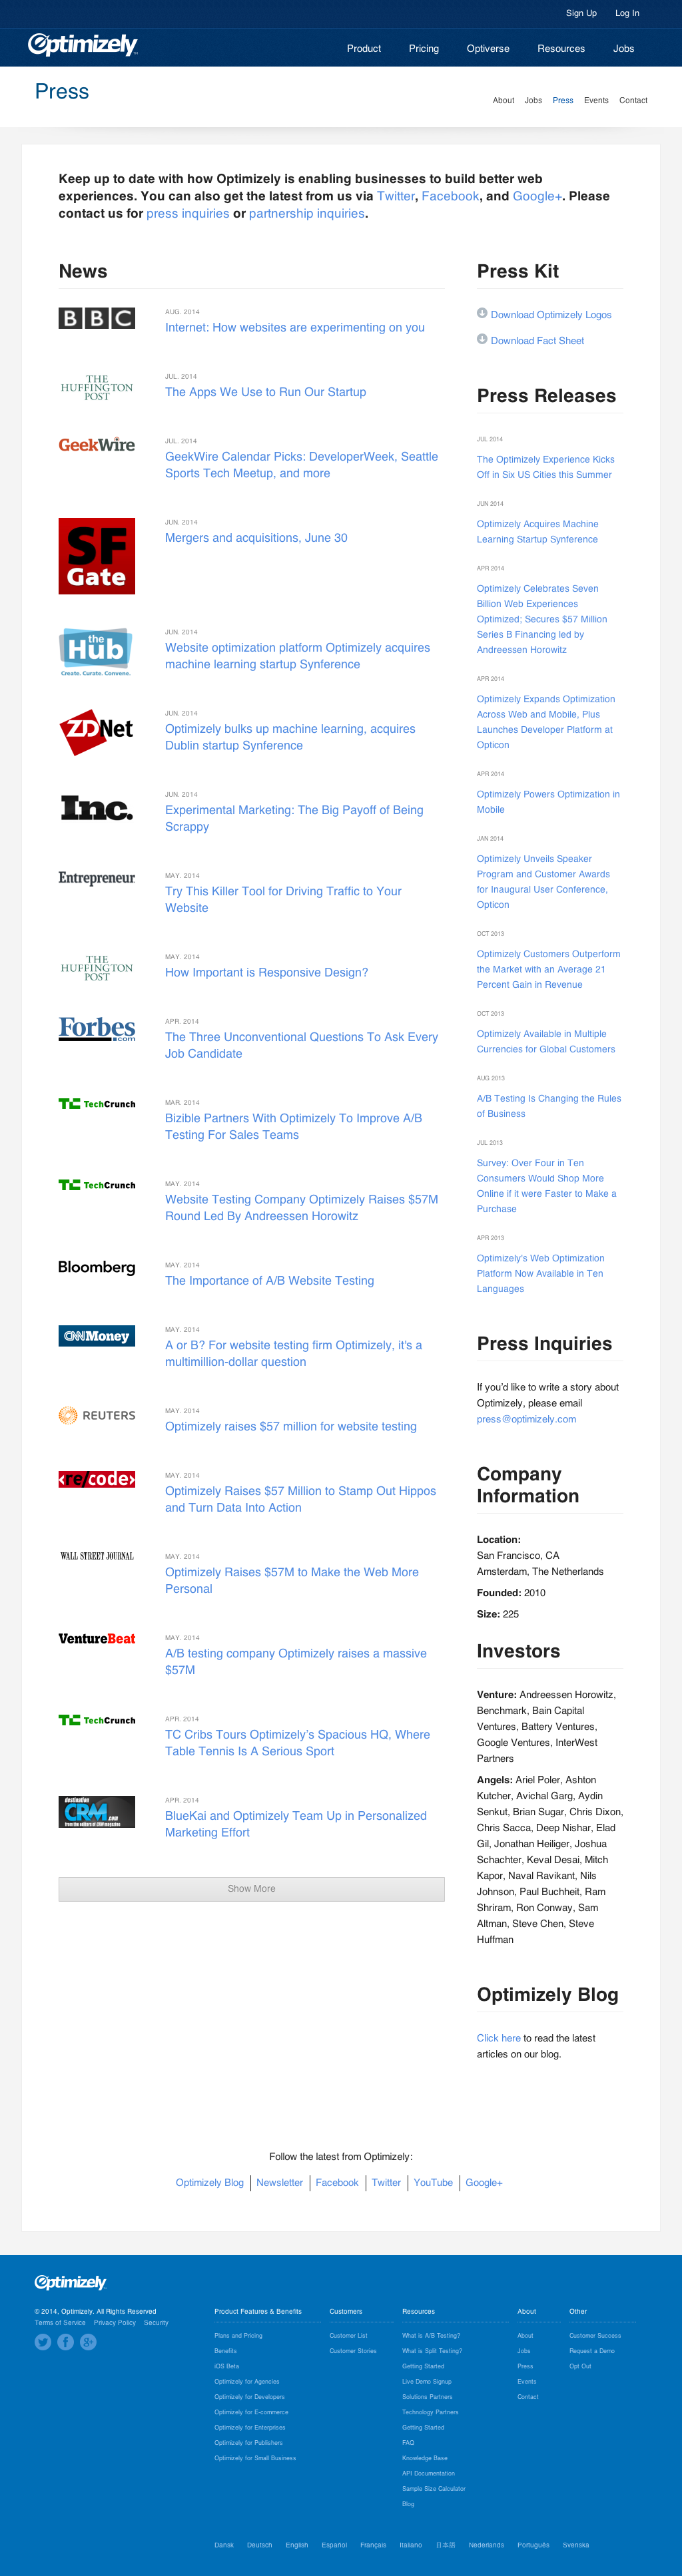 Sign Up Log In
Optimizely
Product Pricing Optiverse Resources Jobs
Press
About Jobs Press Events Contact
Keep up to date with how Optimizely is enabling businesses to build better web
experiences. You can also get the latest from us via Twitter, Facebook, and Google+. Please
contact us for press inquiries or partnership inquiries.
News
BBC
AUG. 2014
Internet: How websites are experimenting on you
THE
HUFFINGTON
POST
JUL. 2014
The Apps We Use to Run Our Startup
GeekWire
JUL. 2014
GeekWire Calendar Picks: DeveloperWeek, Seattle
Sports Tech Meetup, and more
SF
Gate
JUN. 2014
Mergers and acquisitions, June 30
the
Hub
Create. Curate. Convene.
JUN. 2014
Website optimization platform Optimizely acquires
machine learning startup Synference
ZDNet
JUN. 2014
Optimizely bulks up machine learning, acquires
Dublin startup Synference
Inc.
JUN. 2014
Experimental Marketing: The Big Payoff of Being
Scrappy
Entrepreneur
MAY. 2014
Try This Killer Tool for Driving Traffic to Your
Website
THE
HUFFINGTON
POST
MAY. 2014
How Important is Responsive Design?
Forbes
.com
APR. 2014
The Three Unconventional Questions To Ask Every
Job Candidate
TechCrunch
MAR. 2014
Bizible Partners With Optimizely To Improve A/B
Testing For Sales Teams
TechCrunch
MAY. 2014
Website Testing Company Optimizely Raises $57M
Round Led By Andreessen Horowitz
Bloomberg
MAY. 2014
The Importance of A/B Website Testing
CNNMoney
MAY. 2014
A or B? For website testing firm Optimizely, it's a
multimillion-dollar question
REUTERS
MAY. 2014
Optimizely raises $57 million for website testing
<re/code>
MAY. 2014
Optimizely Raises $57 Million to Stamp Out Hippos
and Turn Data Into Action
WALL STREET JOURNAL
MAY. 2014
Optimizely Raises $57M to Make the Web More
Personal
VentureBeat
MAY. 2014
A/B testing company Optimizely raises a massive
$57M
TechCrunch
APR. 2014
TC Cribs Tours Optimizely's Spacious HQ, Where
Table Tennis Is A Serious Sport
destination
CRM.com
from the editors of CRM magazine
APR. 2014
BlueKai and Optimizely Team Up in Personalized
Marketing Effort
Show More
Press Kit
Download Optimizely Logos
Download Fact Sheet
Press Releases
JUL 2014
The Optimizely Experience Kicks
Off in Six US Cities this Summer
JUN 2014
Optimizely Acquires Machine
Learning Startup Synference
APR 2014
Optimizely Celebrates Seven
Billion Web Experiences
Optimized; Secures $57 Million
Series B Financing led by
Andreessen Horowitz
APR 2014
Optimizely Expands Optimization
Across Web and Mobile, Plus
Launches Developer Platform at
Opticon
APR 2014
Optimizely Powers Optimization in
Mobile
JAN 2014
Optimizely Unveils Speaker
Program and Customer Awards
for Inaugural User Conference,
Opticon
OCT 2013
Optimizely Customers Outperform
the Market with an Average 21
Percent Gain in Revenue
OCT 2013
Optimizely Available in Multiple
Currencies for Global Customers
AUG 2013
A/B Testing Is Changing the Rules
of Business
JUL 2013
Survey: Over Four in Ten
Consumers Would Shop More
Online if it were Faster to Make a
Purchase
APR 2013
Optimizely's Web Optimization
Platform Now Available in Ten
Languages
Press Inquiries
If you'd like to write a story about
Optimizely, please email
press@optimizely.com
Company
Information
Location:
San Francisco, CA
Amsterdam, The Netherlands
Founded: 2010
Size: 225
Investors
Venture: Andreessen Horowitz,
Benchmark, Bain Capital
Ventures, Battery Ventures,
Google Ventures, InterWest
Partners
Angels: Ariel Poler, Ashton
Kutcher, Avichal Garg, Aydin
Senkut, Brian Sugar, Chris Dixon,
Chris Sacca, Deep Nishar, Elad
Gil, Jonathan Heiliger, Joshua
Schachter, Keval Desai, Mitch
Kapor, Naval Ravikant, Nils
Johnson, Paul Buchheit, Ram
Shriram, Ron Conway, Sam
Altman, Steve Chen, Steve
Huffman
Optimizely Blog
Click here to read the latest
articles on our blog.
Follow the latest from Optimizely:
Optimizely Blog Newsletter Facebook Twitter YouTube Google+
Optimizely
© 2014, Optimizely. All Rights Reserved
Terms of Service Privacy Policy Security
Product Features & Benefits
Plans and Pricing
Benefits
iOS Beta
Optimizely for Agencies
Optimizely for Developers
Optimizely for E-commerce
Optimizely for Enterprises
Optimizely for Publishers
Optimizely for Small Business
Customers
Customer List
Customer Stories
Resources
What is A/B Testing?
What is Split Testing?
Getting Started
Live Demo Signup
Solutions Partners
Technology Partners
Getting Started
FAQ
Knowledge Base
API Documentation
Sample Size Calculator
Blog
About
About
Jobs
Press
Events
Contact
Other
Customer Success
Request a Demo
Opt Out
Dansk Deutsch English Español Français Italiano 日本語 Nederlands Português Svenska